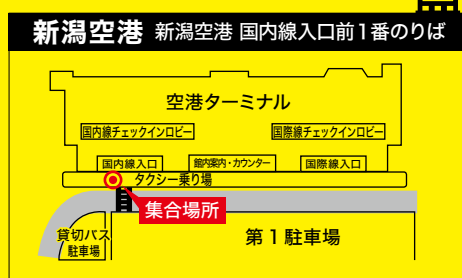 新潟空港 新潟空港 国内線入口前1番のりば
空港ターミナル
国内線チェックインロビー
国際線チェックインロビー
国内線入口
館内案内・カウンター
国際線入口
タクシー乗り場
集合場所
貸切バス
駐車場
第1駐車場